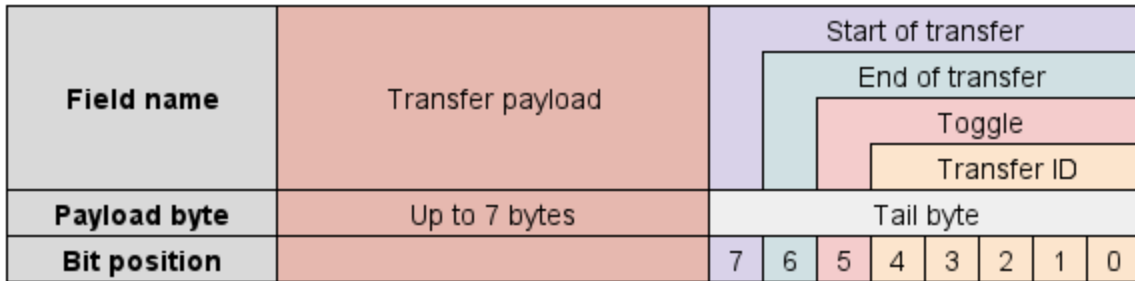 Field name
Transfer payload
Start of transfer
End of transfer
Toggle
Transfer ID
Payload byte
Up to 7 bytes
Tail byte
Bit position
7 6 5 4 3 2 1 0